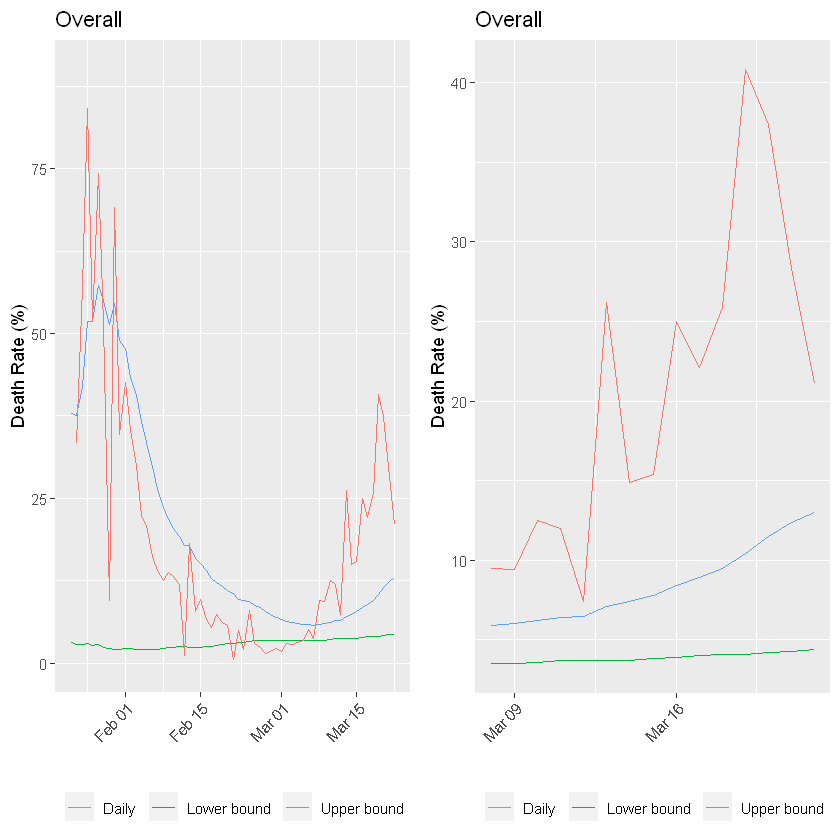 Overall
Death Rate (%)
75
50
25
0
Feb 01
Feb 15
Mar 01
Mar 15
Daily
Lower bound
Upper bound
Overall
Death Rate (%)
40
30
20
10
Mar 09
Mar 16
Daily
Lower bound
Upper bound